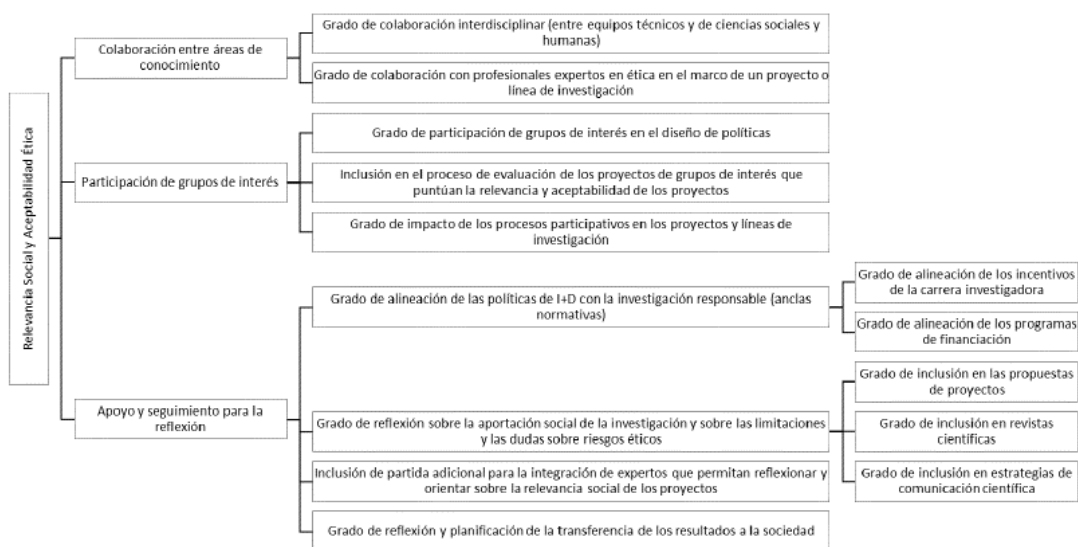 Relevancia Social y Aceptabilidad Ética
Colaboración entre áreas de
conocimiento
Grado de colaboración interdisciplinar (entre equipos técnicos y de ciencias sociales y
humanas)
Grado de colaboración con profesionales expertos en ética en el marco de un proyecto o
línea de investigación
Participación de grupos de interés
Grado de participación de grupos de interés en el diseño de políticas
Inclusión en el proceso de evaluación de los proyectos de grupos de interés que
puntúan la relevancia y aceptabilidad de los proyectos
Grado de impacto de los procesos participativos en los proyectos y líneas de
investigación
Apoyo y seguimiento para la
reflexión
Grado de alineación de las políticas de I+D con la investigación responsable (anclas
normativas)
Grado de alineación de los incentivos
de la carrera investigadora
Grado de alineación de los programas
de financiación
Grado de reflexión sobre la aportación social de la investigación y sobre las limitaciones
y las dudas sobre riesgos éticos
Grado de inclusión en las propuestas
de proyectos
Grado de inclusión en revistas
científicas
Grado de inclusión en estrategias de
comunicación científica
Inclusión de partida adicional para la integración de expertos que permitan reflexionar y
orientar sobre la relevancia social de los proyectos
Grado de reflexión y planificación de la transferencia de los resultados a la sociedad